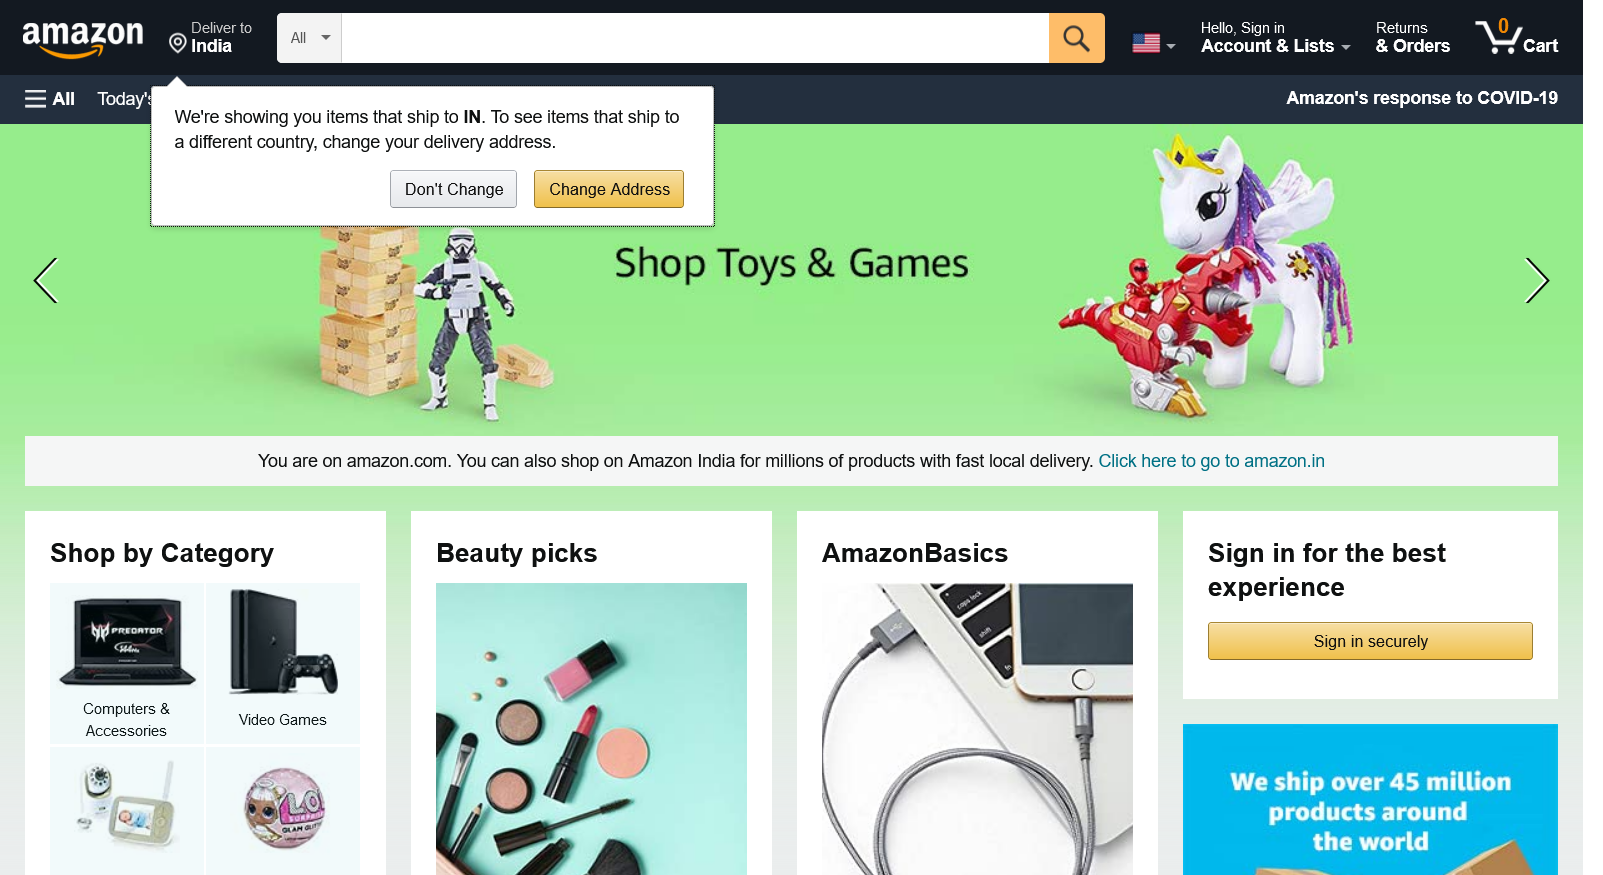 amazon
Deliver to
India
All
Hello, Sign in
Account & Lists
Returns
& Orders
0
Cart
All
Today's
Amazon's response to COVID-19
We're showing you items that ship to IN. To see items that ship to
a different country, change your delivery address.
Don't Change
Change Address
Shop Toys & Games
You are on amazon.com. You can also shop on Amazon India for millions of products with fast local delivery. Click here to go to amazon.in
Shop by Category
PREDATOR
Computers &
Accessories
Video Games
L.O.L
SURPRISE
GLAM GLITTER
Beauty picks
AmazonBasics
caps lock
shift
fn
Sign in for the best
experience
Sign in securely
We ship over 45 million
products around
the world